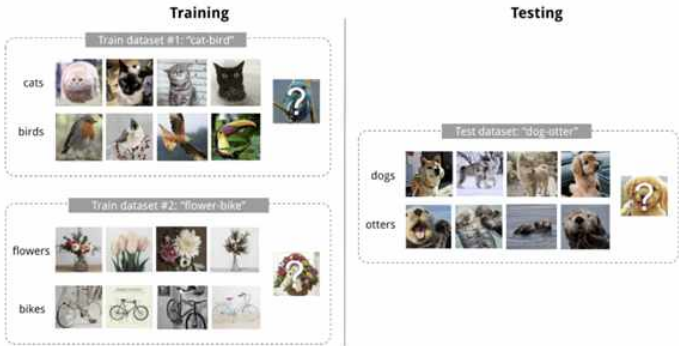 Training
Train dataset #1: “cat-bird”
cats
?
birds
Train dataset #2: “flower-bike”
flowers
?
bikes
Testing
Test dataset: “dog-otter”
dogs
?
otters